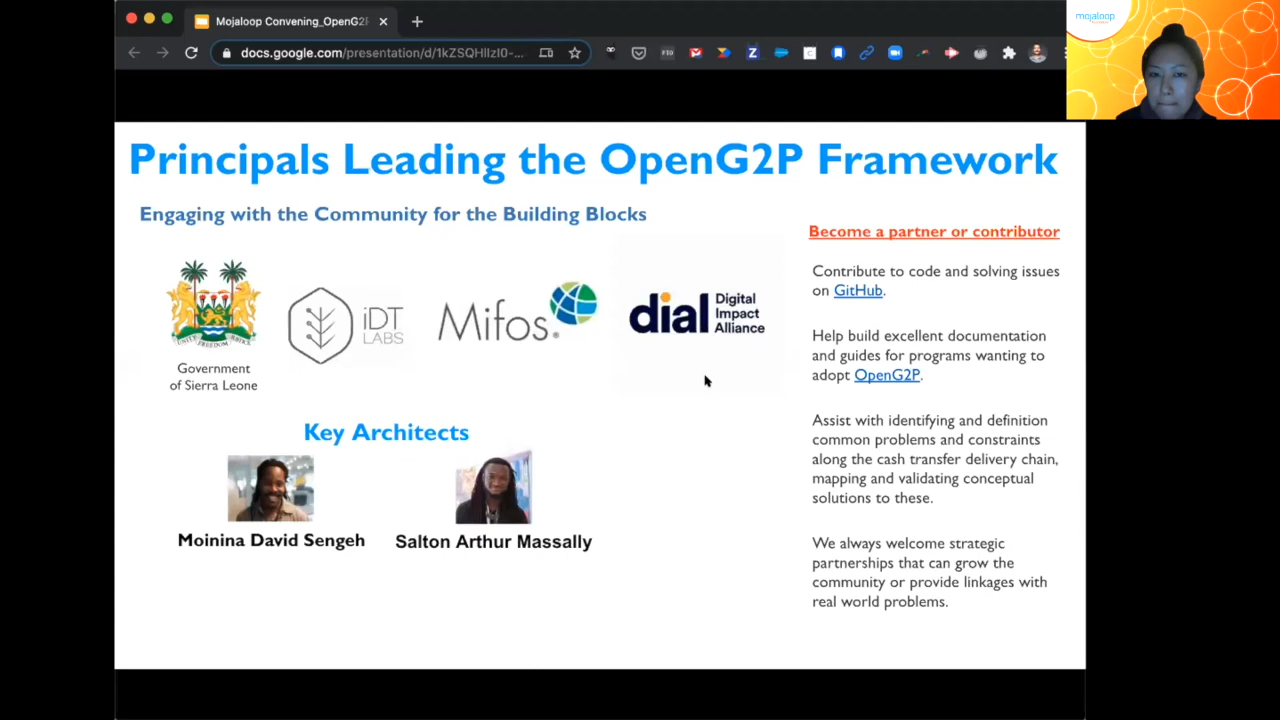 Mojaloop Convening_OpenG2
docs.google.com/presentation/d/1kZSQHIlzI0-...
mojaloop
Principals Leading the OpenG2P Framework
Engaging with the Community for the Building Blocks
Become a partner or contributor
Contribute to code and solving issues
on GitHub.
Help build excellent documentation
and guides for programs wanting to
adopt OpenG2P.
Assist with identifying and definition
common problems and constraints
along the cash transfer delivery chain,
mapping and validating conceptual
solutions to these.
We always welcome strategic
partnerships that can grow the
community or provide linkages with
real world problems.
Government
of Sierra Leone
iDT
LABS
Mifos®
dial Digital
Impact
Alliance
Key Architects
Moinina David Sengeh
Salton Arthur Massally